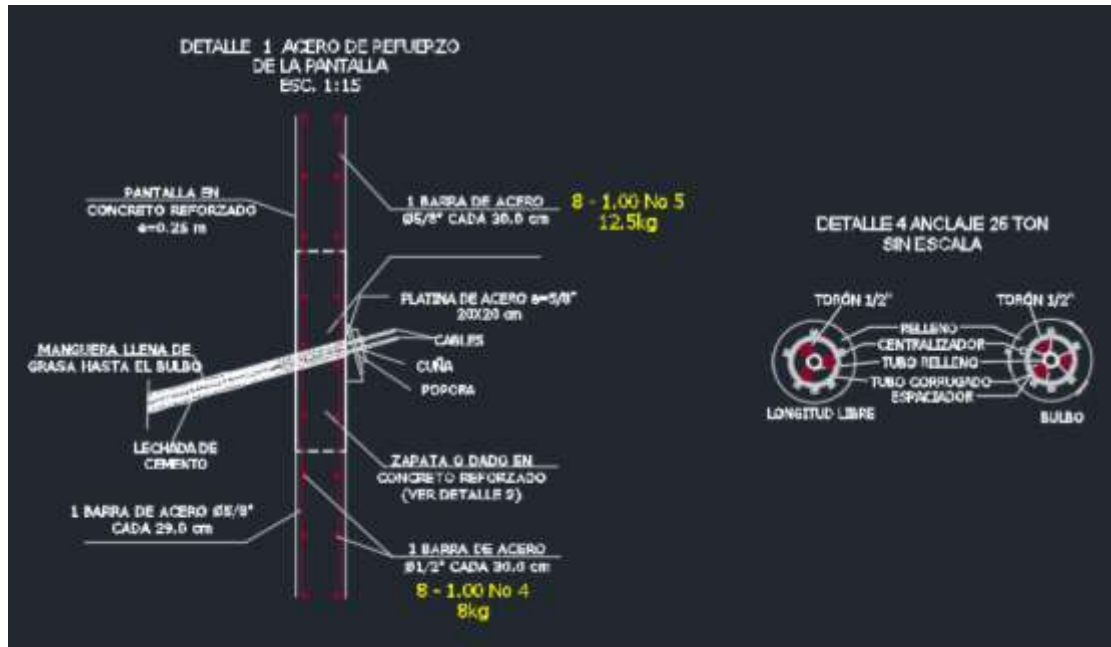 DETALLE 1 ACERO DE REFUERZO
DE LA PANTALLA
ESC. 1:15
PANTALLA EN
CONCRETO REFORZADO
e=0.25 m
1 BARRA DE ACERO
Ø5/8" CADA 30.0 cm
8 - 1.00 No 5
12.5kg
PLATINA DE ACERO e=5/8"
20X20 cm
CABLES
CUÑA
POPORA
MANGUERA LLENA DE
GRASA HASTA EL BULBO
LECHADA DE
CEMENTO
ZAPATA O DADO EN
CONCRETO REFORZADO
(VER DETALLE 2)
1 BARRA DE ACERO Ø5/8"
CADA 29.0 cm
1 BARRA DE ACERO
Ø1/2" CADA 30.0 cm
8 - 1.00 No 4
8kg
DETALLE 4 ANCLAJE 25 TON
SIN ESCALA
TORÓN 1/2"
TORÓN 1/2"
RELLENO
CENTRALIZADOR
TUBO RELLENO
TUBO CORRUGADO
ESPACIADOR
LONGITUD LIBRE
BULBO